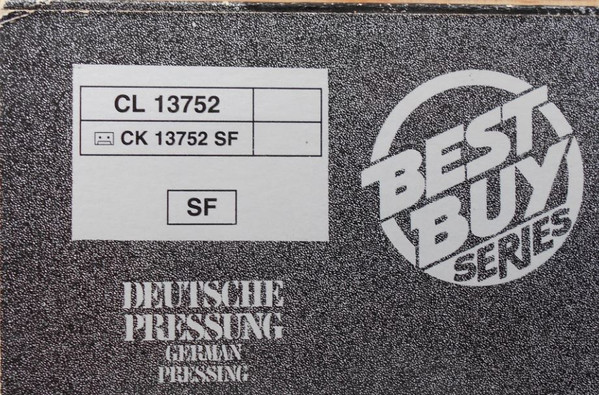 CL 13752
CK 13752 SF
SF
BEST
BUY
SERIES
DEUTSCHE
PRESSUNG
GERMAN
PRESSING